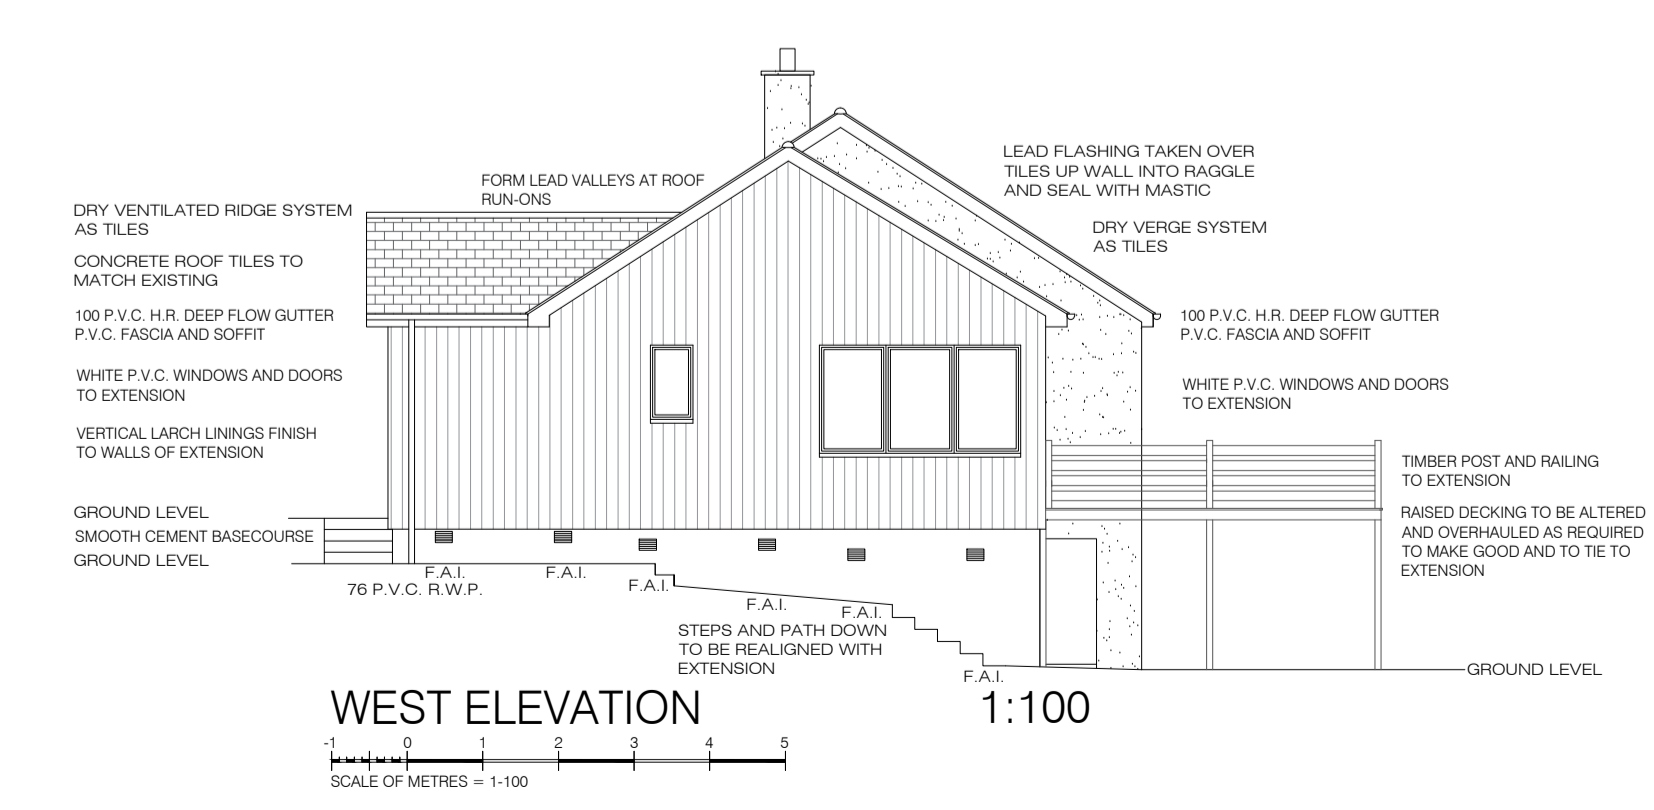 FORM LEAD VALLEYS AT ROOF
RUN-ONS
DRY VENTILATED RIDGE SYSTEM
AS TILES
CONCRETE ROOF TILES TO
MATCH EXISTING
100 P.V.C. H.R. DEEP FLOW GUTTER
P.V.C. FASCIA AND SOFFIT
WHITE P.V.C. WINDOWS AND DOORS
TO EXTENSION
VERTICAL LARCH LININGS FINISH
TO WALLS OF EXTENSION
GROUND LEVEL
SMOOTH CEMENT BASECOURSE
GROUND LEVEL
LEAD FLASHING TAKEN OVER
TILES UP WALL INTO RAGGLE
AND SEAL WITH MASTIC
DRY VERGE SYSTEM
AS TILES
100 P.V.C. H.R. DEEP FLOW GUTTER
P.V.C. FASCIA AND SOFFIT
WHITE P.V.C. WINDOWS AND DOORS
TO EXTENSION
TIMBER POST AND RAILING
TO EXTENSION
RAISED DECKING TO BE ALTERED
AND OVERHAULED AS REQUIRED
TO MAKE GOOD AND TO TIE TO
EXTENSION
F.A.I.
F.A.I.
F.A.I.
F.A.I.
F.A.I.
F.A.I.
76 P.V.C. R.W.P.
STEPS AND PATH DOWN
TO BE REALIGNED WITH
EXTENSION
GROUND LEVEL
WEST ELEVATION 1:100
-1 0 1 2 3 4 5
SCALE OF METRES = 1-100